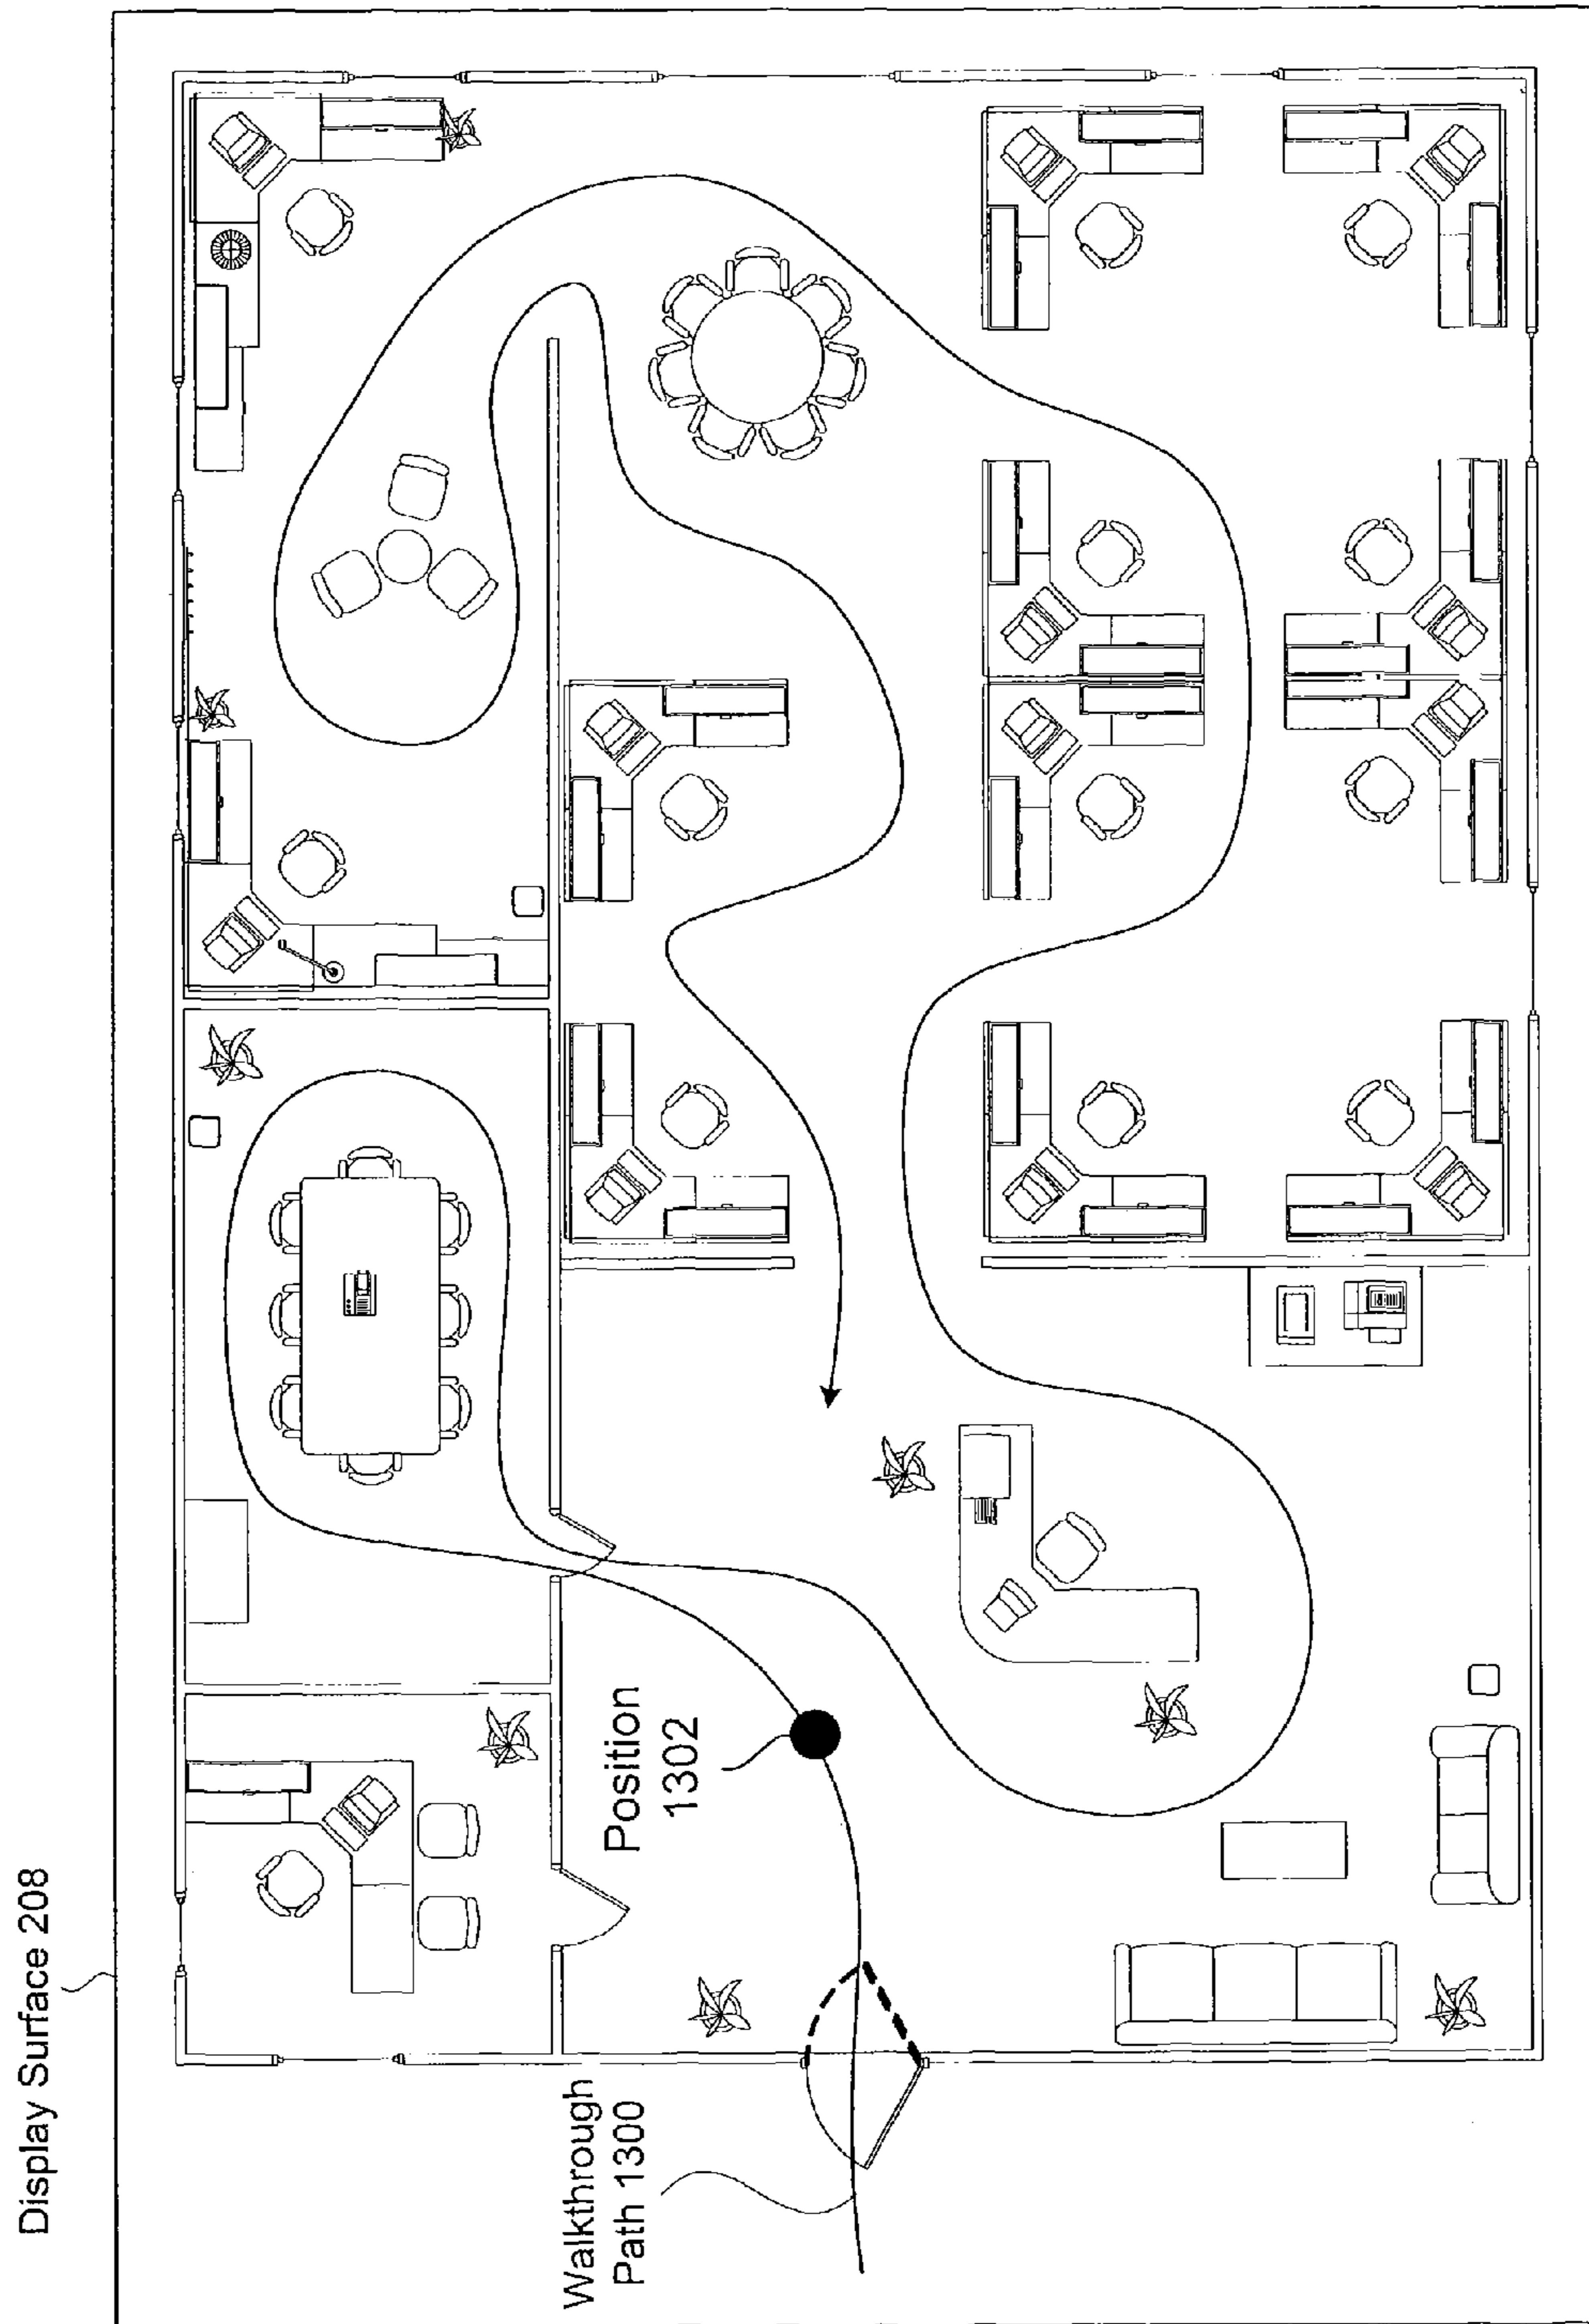 Display Surface 208
Walkthrough
Path 1300
Position
1302